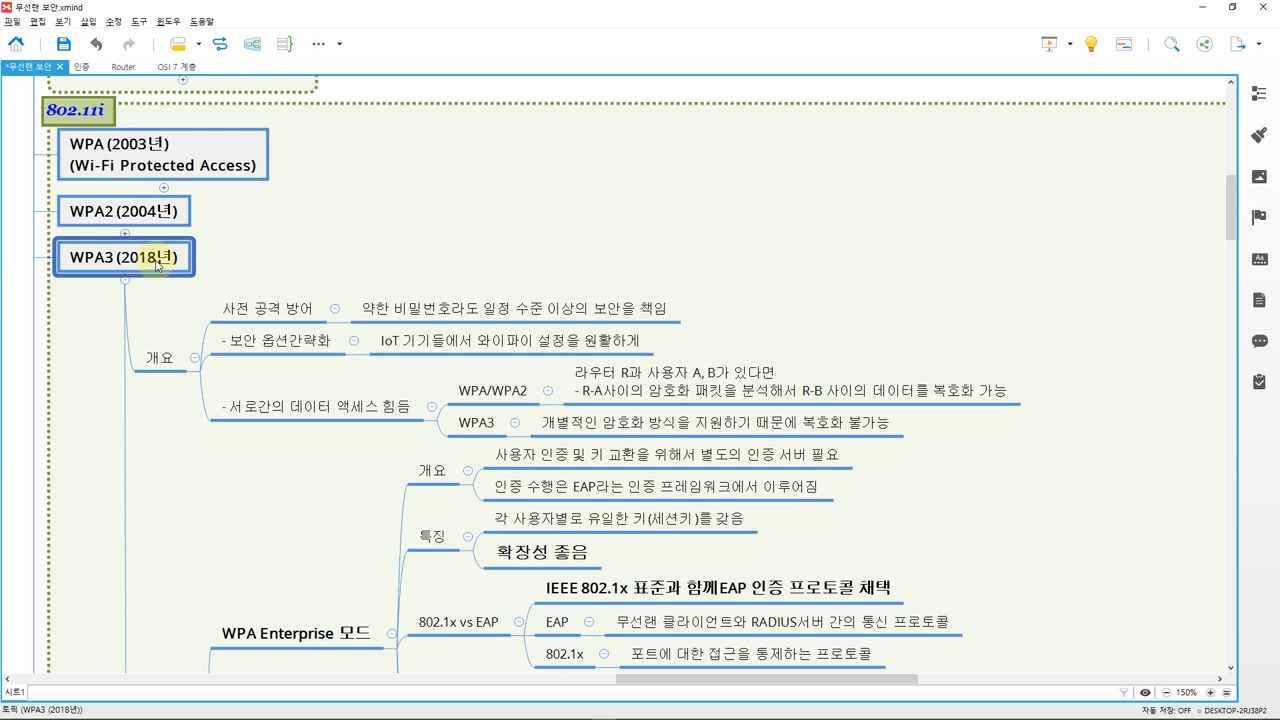 무선랜 보안.xmind
파일 편집 보기 삽입 수정 도구 윈도우 도움말
*무선랜 보안 인증 Router OSI 7 계층
802.11i
WPA (2003년)
(Wi-Fi Protected Access)
WPA2 (2004년)
WPA3 (2018년)
사전 공격 방어 약한 비밀번호라도 일정 수준 이상의 보안을 책임
- 보안 옵션간략화 IoT 기기들에서 와이파이 설정을 원활하게
개요
라우터 R과 사용자 A, B가 있다면
WPA/WPA2 - R-A사이의 암호화 패킷을 분석해서 R-B 사이의 데이터를 복호화 가능
- 서로간의 데이터 액세스 힘듬
WPA3 개별적인 암호화 방식을 지원하기 때문에 복호화 불가능
사용자 인증 및 키 교환을 위해서 별도의 인증 서버 필요
개요
인증 수행은 EAP라는 인증 프레임워크에서 이루어짐
각 사용자별로 유일한 키(세션키)를 갖음
특징
확장성 좋음
IEEE 802.1x 표준과 함께EAP 인증 프로토콜 채택
802.1x vs EAP EAP 무선랜 클라이언트와 RADIUS서버 간의 통신 프로토콜
WPA Enterprise 모드
802.1x 포트에 대한 접근을 통제하는 프로토콜
시트1 150%
토픽 (WPA3 (2018년)) 자동 저장: OFF DESKTOP-2RJ38P2